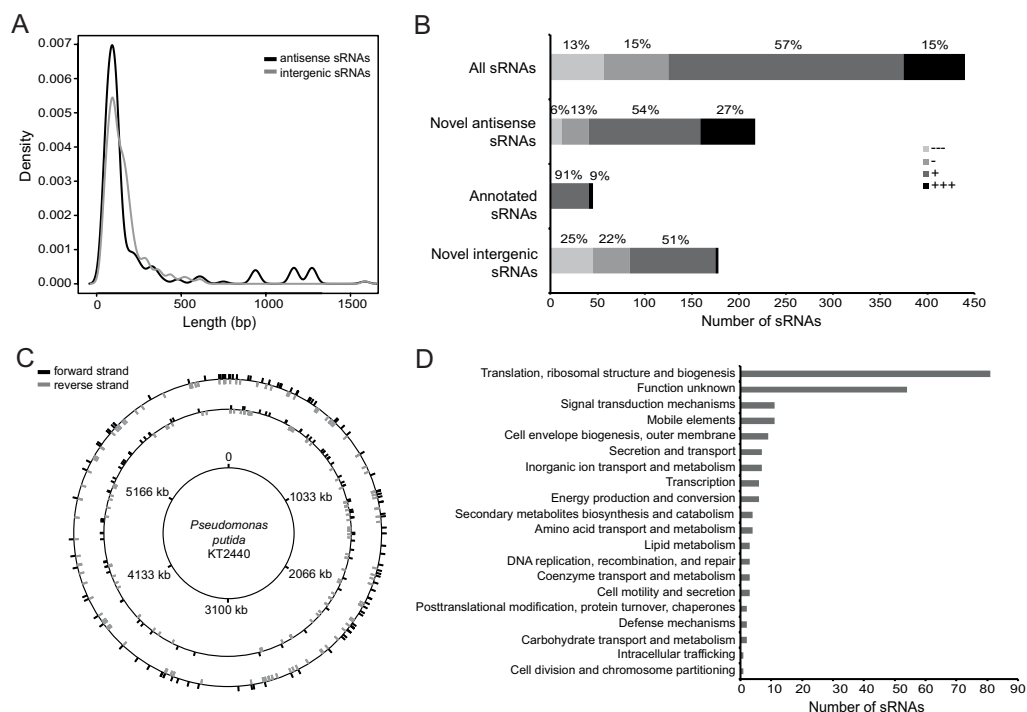 A
0.007
0.006
0.005
0.004
0.003
0.002
0.001
0.000
Density
antisense sRNAs
intergenic sRNAs
0
500
1000
1500
Length (bp)
B
All sRNAs
13%
15%
57%
15%
Novel antisense
sRNAs
6%
13%
54%
27%
Annotated
sRNAs
91%
9%
Novel intergenic
sRNAs
25%
22%
51%
---
-
+
+++
0
50
100
150
200
250
300
350
400
450
Number of sRNAs
C
forward strand
reverse strand
0
1033 kb
2066 kb
3100 kb
4133 kb
5166 kb
Pseudomonas
putida
KT2440
D
Translation, ribosomal structure and biogenesis
Function unknown
Signal transduction mechanisms
Mobile elements
Cell envelope biogenesis, outer membrane
Secretion and transport
Inorganic ion transport and metabolism
Transcription
Energy production and conversion
Secondary metabolites biosynthesis and catabolism
Amino acid transport and metabolism
Lipid metabolism
DNA replication, recombination, and repair
Coenzyme transport and metabolism
Cell motility and secretion
Posttranslational modification, protein turnover, chaperones
Defense mechanisms
Carbohydrate transport and metabolism
Intracellular trafficking
Cell division and chromosome partitioning
0
10
20
30
40
50
60
70
80
90
Number of sRNAs